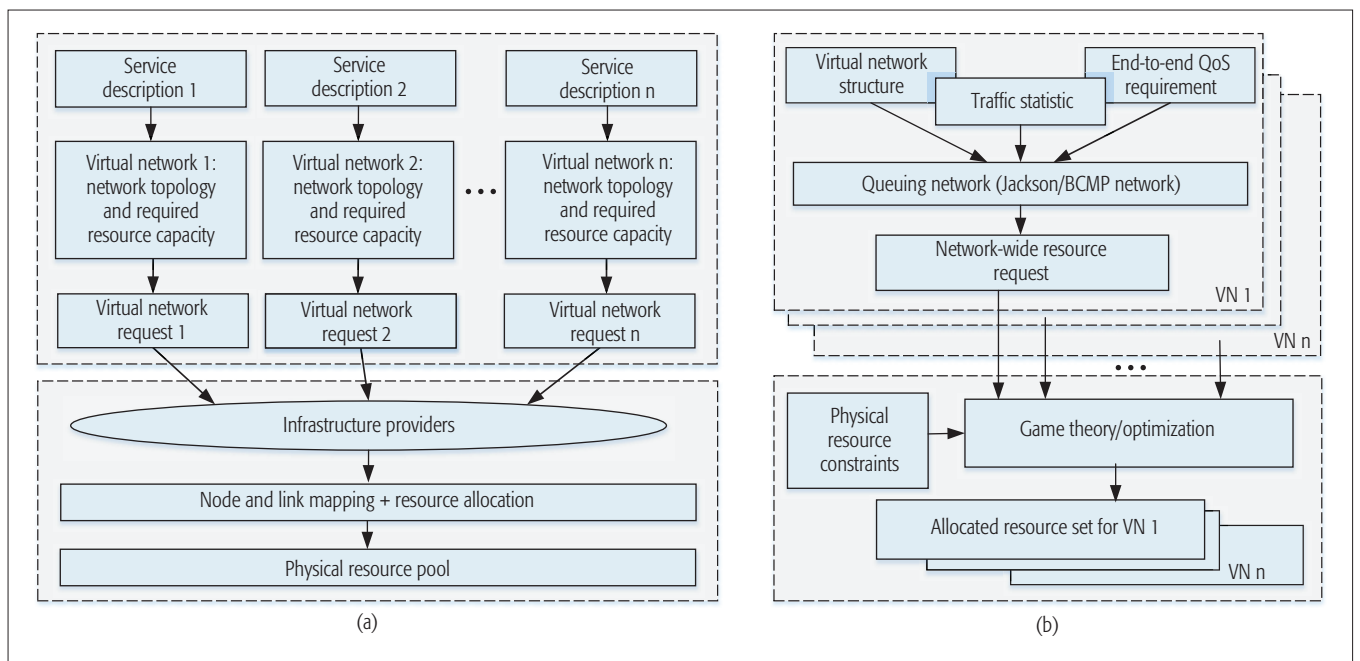 Service
description 1
Service
description 2
Service
description n
Virtual network 1:
network topology
and required
resource capacity
Virtual network 2:
network topology
and required
resource capacity
...
Virtual network n:
network topology
and required
resource capacity
Virtual network
request 1
Virtual network
request 2
Virtual network
request n
Infrastructure providers
Node and link mapping + resource allocation
Physical resource pool
(a)
Virtual network
structure
Traffic statistic
End-to-end QoS
requirement
Queuing network (Jackson/BCMP network)
Network-wide resource
request
VN 1
VN n
...
Physical
resource
constraints
Game theory/optimization
Allocated resource set for VN 1
VN n
(b)